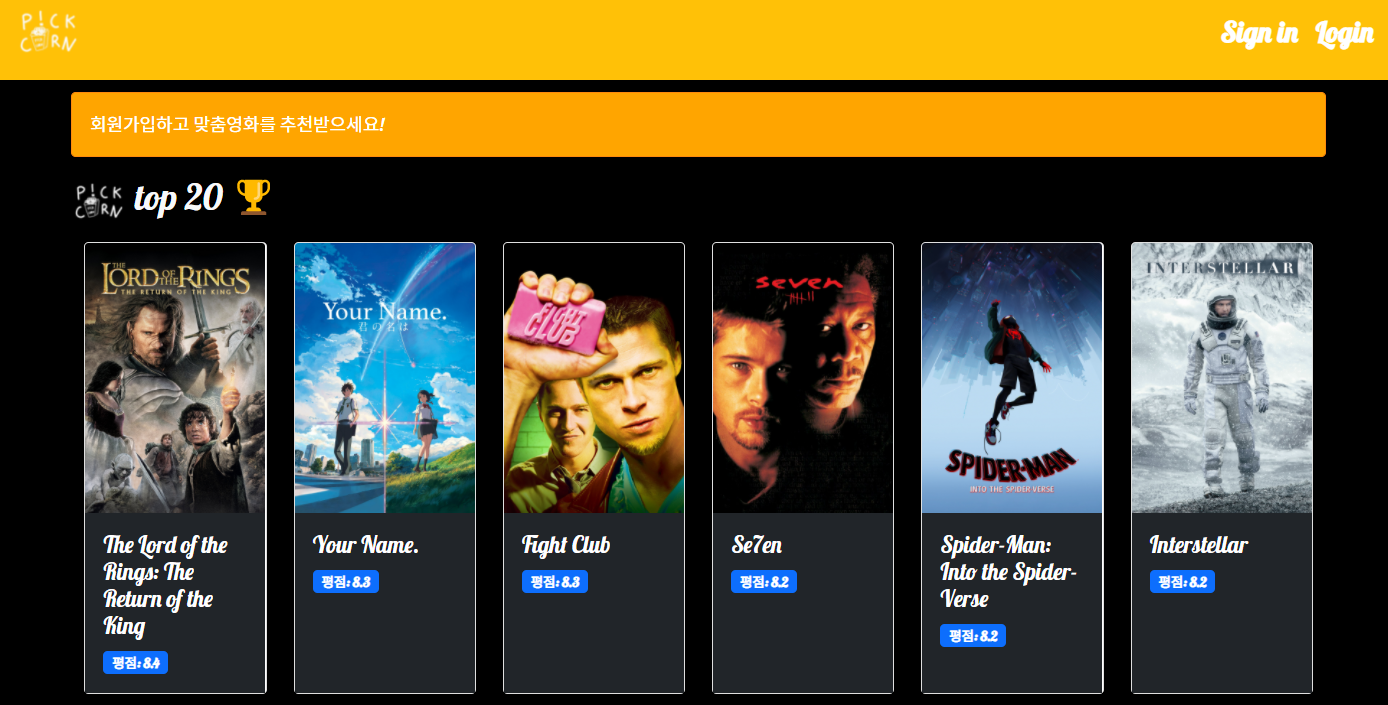 P!CK
CORN
Sign in Login
회원가입하고 맞춤영화를 추천받으세요!
P!CK
CORN
top 20
THE
LORD OF THE RINGS
THE RETURN OF THE KING
Your Name.
君の名は
FIGHT
CLUB
seven
SPIDER-MAN
INTO THE SPIDER-VERSE
INTERSTELLAR
The Lord of the
Rings: The
Return of the
King
평점: 8.4
Your Name.
평점: 8.3
Fight Club
평점: 8.3
Se7en
평점: 8.2
Spider-Man:
Into the Spider-
Verse
평점: 8.2
Interstellar
평점: 8.2